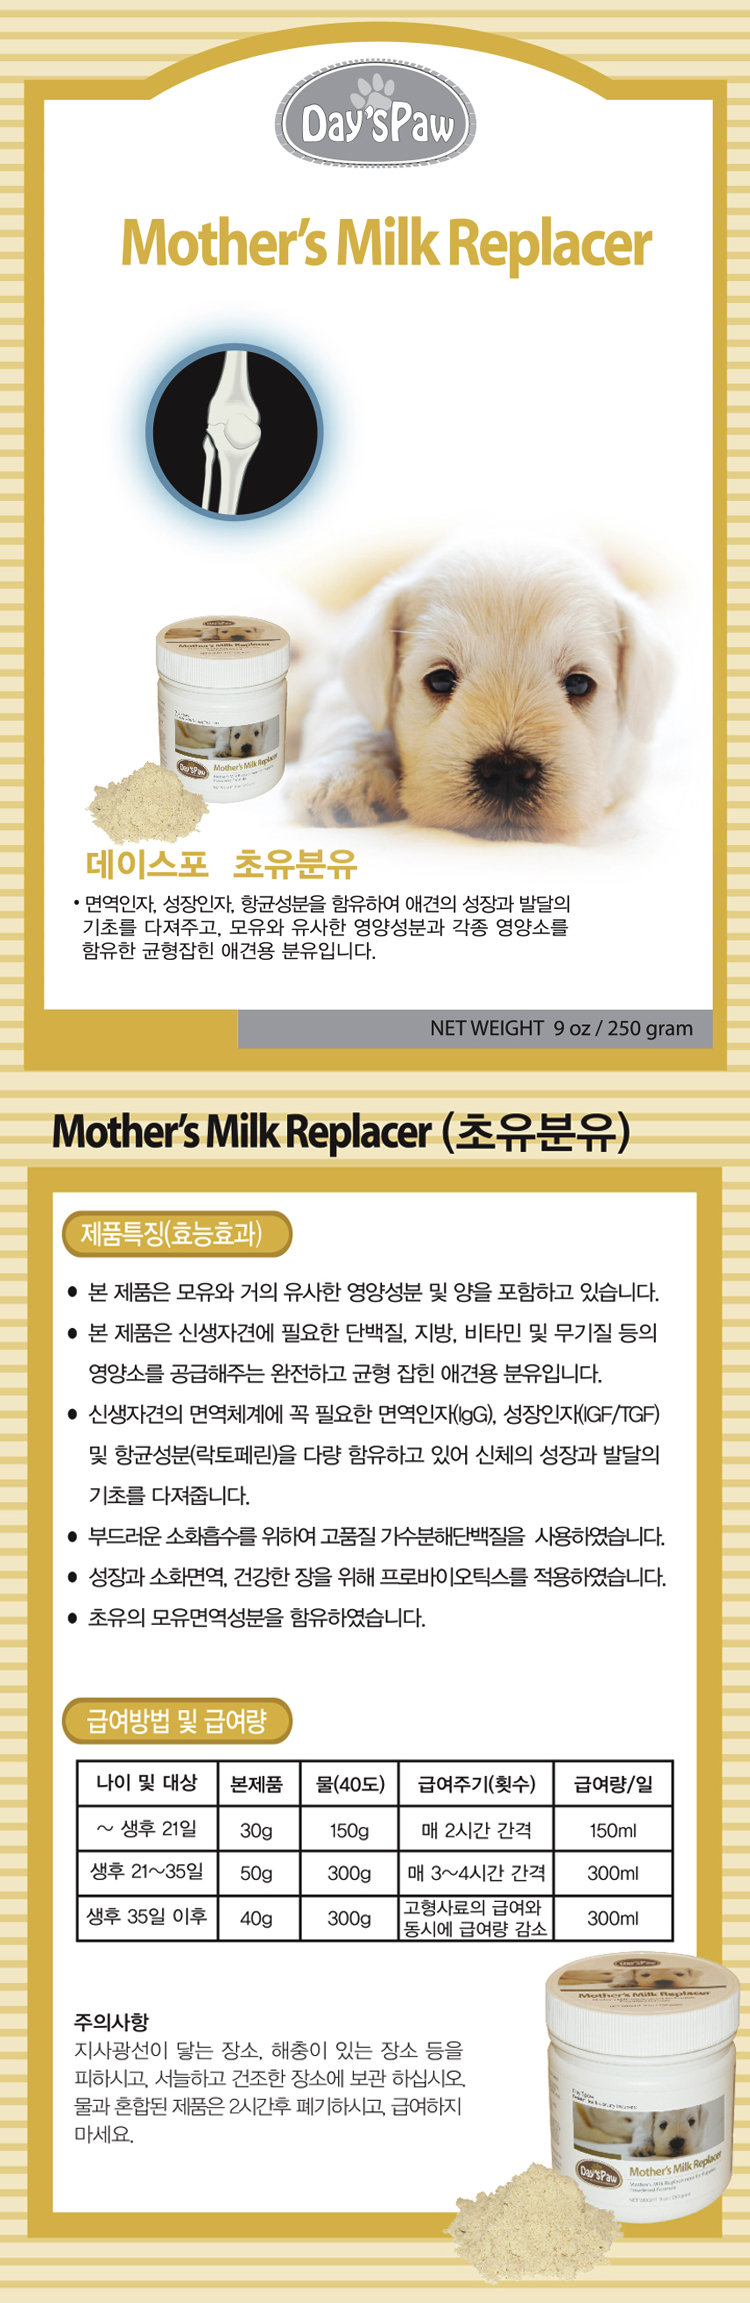 Day'sPaw
Mother's Milk Replacer
Day'sPaw
Mother's Milk Replacer
Day'sPaw
Mother's Milk Replacer
데이스포 초유분유
• 면역인자, 성장인자, 항균성분을 함유하여 애견의 성장과 발달의
기초를 다져주고, 모유와 유사한 영양성분과 각종 영양소를
함유한 균형잡힌 애견용 분유입니다.
NET WEIGHT 9 oz / 250 gram
Mother's Milk Replacer (초유분유)
제품특징(효능효과)
● 본 제품은 모유와 거의 유사한 영양성분 및 양을 포함하고 있습니다.
● 본 제품은 신생자견에 필요한 단백질, 지방, 비타민 및 무기질 등의
영양소를 공급해주는 완전하고 균형 잡힌 애견용 분유입니다.
● 신생자견의 면역체계에 꼭 필요한 면역인자(IgG), 성장인자(IGF/TGF)
및 항균성분(락토페린)을 다량 함유하고 있어 신체의 성장과 발달의
기초를 다져줍니다.
● 부드러운 소화흡수를 위하여 고품질 가수분해단백질을 사용하였습니다.
● 성장과 소화면역, 건강한 장을 위해 프로바이오틱스를 적용하였습니다.
● 초유의 모유면역성분을 함유하였습니다.
급여방법 및 급여량
나이 및 대상 본제품 물(40도) 급여주기(횟수) 급여량/일
~ 생후 21일 30g 150g 매 2시간 간격 150ml
생후 21~35일 50g 300g 매 3~4시간 간격 300ml
생후 35일 이후 40g 300g 고형사료의 급여와 300ml
동시에 급여량 감소
주의사항
지사광선이 닿는 장소, 해충이 있는 장소 등을
피하시고, 서늘하고 건조한 장소에 보관 하십시오.
물과 혼합된 제품은 2시간후 폐기하시고, 급여하지
마세요.
Day'sPaw
Mother's Milk Replacer
Day'sPaw
Mother's Milk Replacer